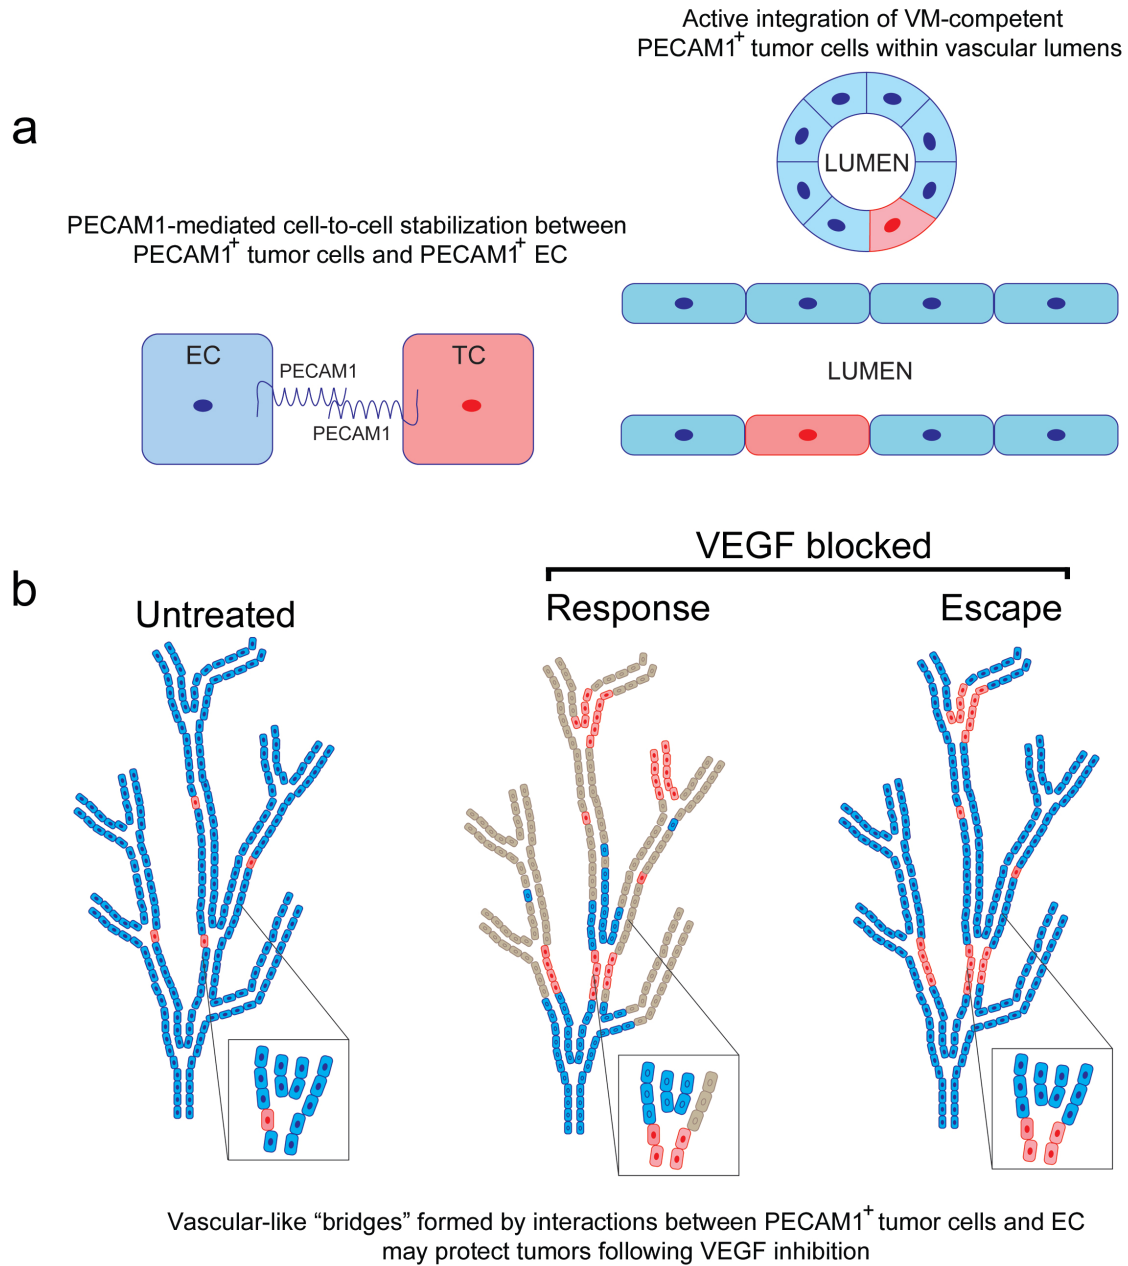 Active integration of VM-competent
PECAM1+ tumor cells within vascular lumens
a
LUMEN
PECAM1-mediated cell-to-cell stabilization between
PECAM1+ tumor cells and PECAM1+ EC
EC
TC
PECAM1
PECAM1
LUMEN
VEGF blocked
b
Untreated
Response
Escape
Vascular-like “bridges” formed by interactions between PECAM1+ tumor cells and EC
may protect tumors following VEGF inhibition